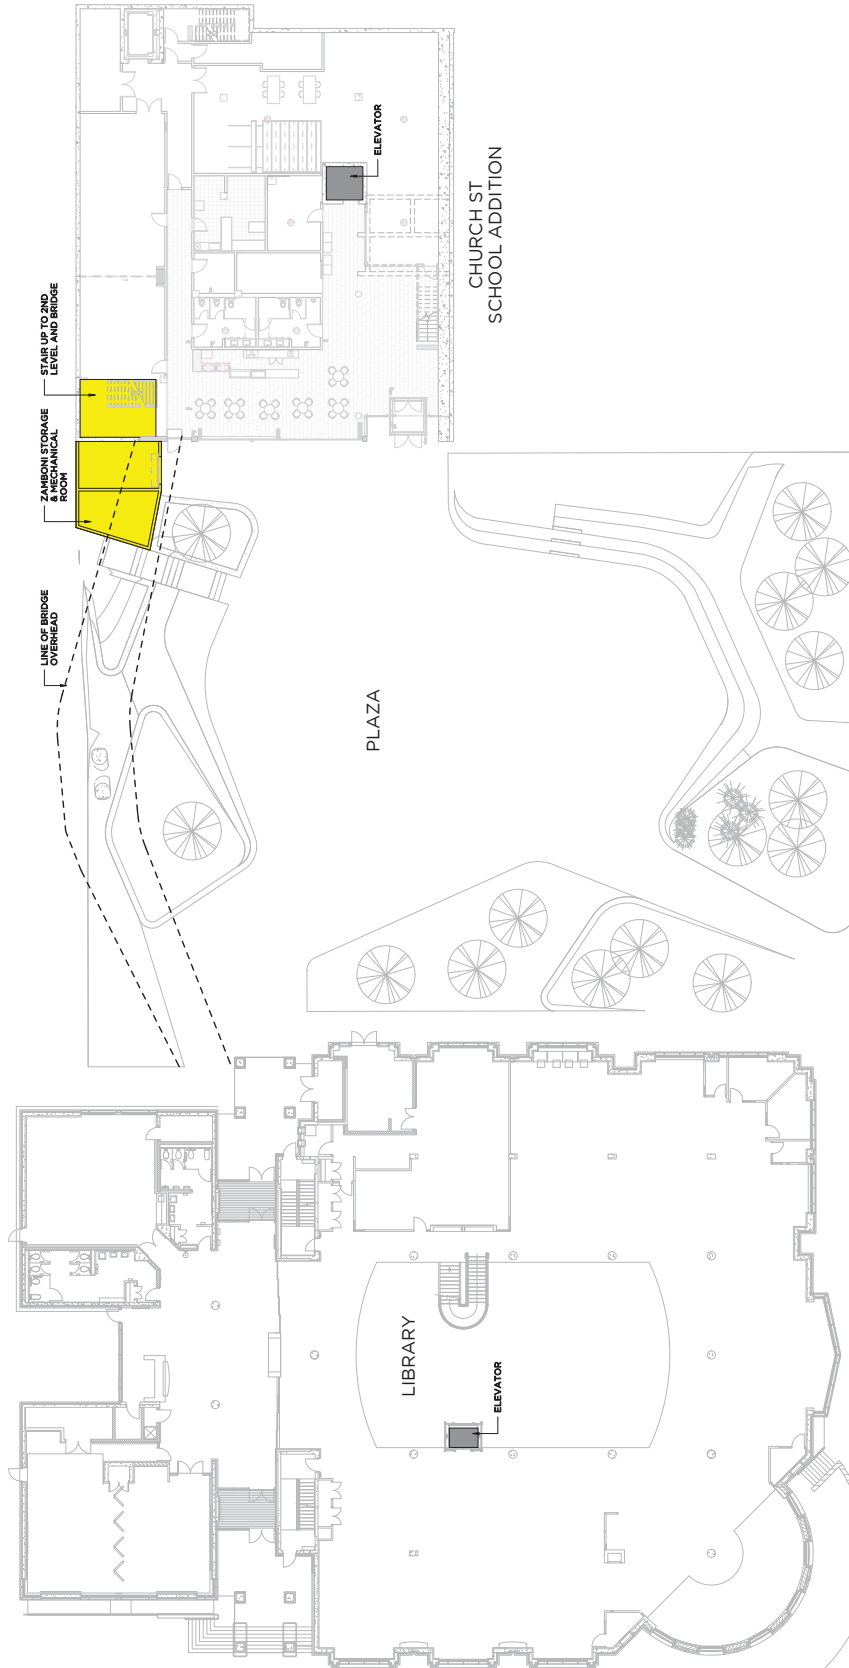 ELEVATOR
CHURCH ST
SCHOOL ADDITION
STAIR UP TO 2ND
LEVEL AND BRIDGE
ZAMBONI STORAGE
& MECHANICAL
ROOM
LINE OF BRIDGE
OVERHEAD
PLAZA
LIBRARY
ELEVATOR